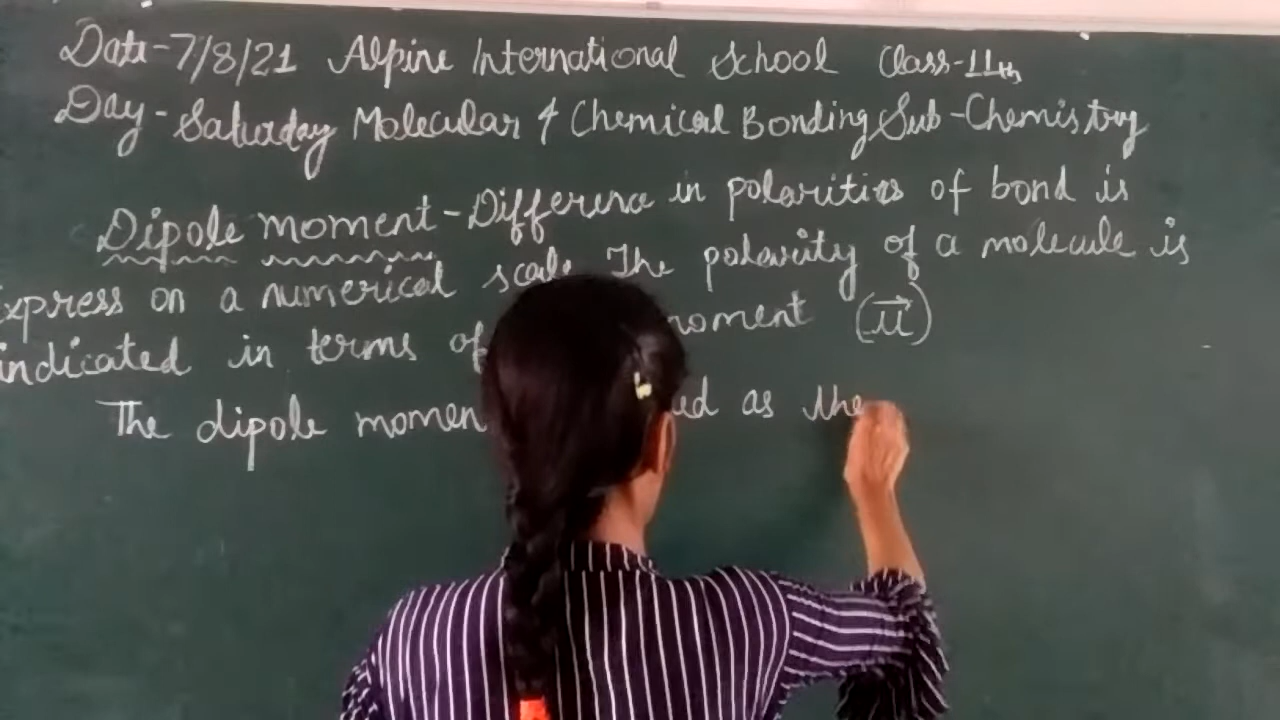 Date-7/8/21 Alpine International School Class-11th
Day-Saturday Molecular & Chemical Bonding Sub-Chemistry
Dipole moment-Difference in polarities of bond is
express on a numerical scale The polarity of a molecule is
indicated in terms of moment (μ⃗)
The dipole momen as the